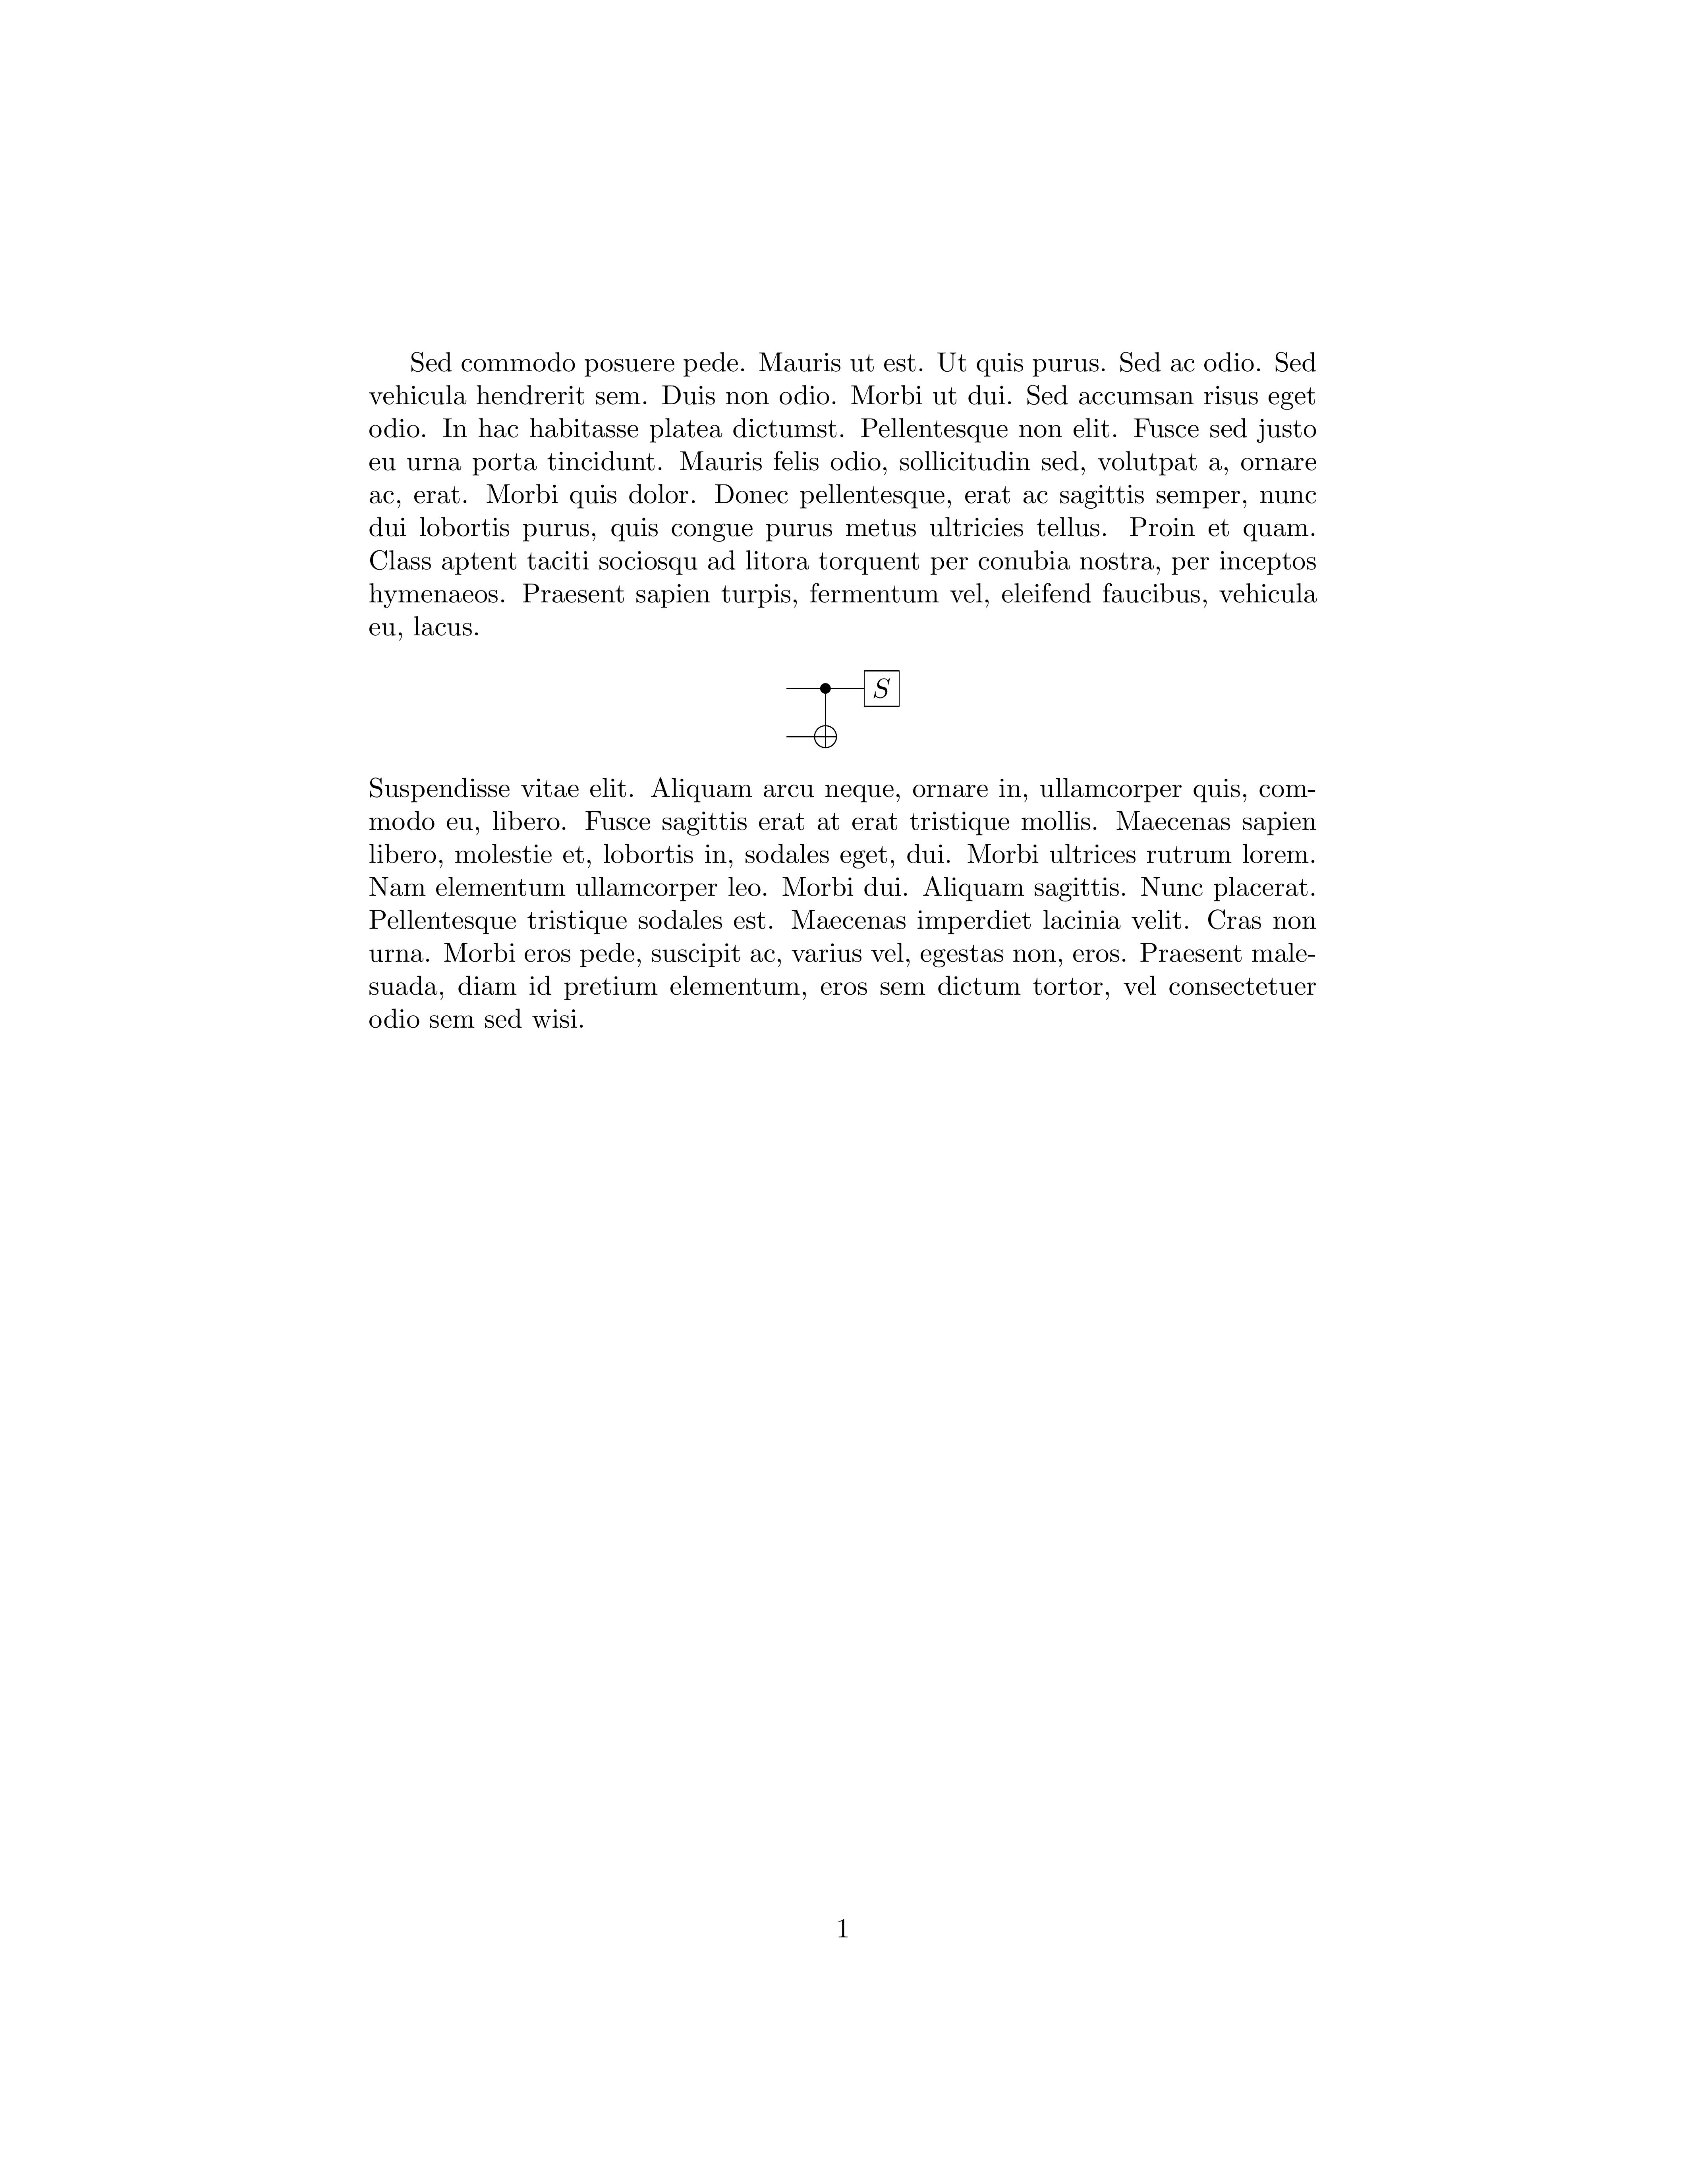 Sed commodo posuere pede. Mauris ut est. Ut quis purus. Sed ac odio. Sed
vehicula hendrerit sem. Duis non odio. Morbi ut dui. Sed accumsan risus eget
odio. In hac habitasse platea dictumst. Pellentesque non elit. Fusce sed justo
eu urna porta tincidunt. Mauris felis odio, sollicitudin sed, volutpat a, ornare
ac, erat. Morbi quis dolor. Donec pellentesque, erat ac sagittis semper, nunc
dui lobortis purus, quis congue purus metus ultricies tellus. Proin et quam.
Class aptent taciti sociosqu ad litora torquent per conubia nostra, per inceptos
hymenaeos. Praesent sapien turpis, fermentum vel, eleifend faucibus, vehicula
eu, lacus.
S
Suspendisse vitae elit. Aliquam arcu neque, ornare in, ullamcorper quis, com-
modo eu, libero. Fusce sagittis erat at erat tristique mollis. Maecenas sapien
libero, molestie et, lobortis in, sodales eget, dui. Morbi ultrices rutrum lorem.
Nam elementum ullamcorper leo. Morbi dui. Aliquam sagittis. Nunc placerat.
Pellentesque tristique sodales est. Maecenas imperdiet lacinia velit. Cras non
urna. Morbi eros pede, suscipit ac, varius vel, egestas non, eros. Praesent male-
suada, diam id pretium elementum, eros sem dictum tortor, vel consectetuer
odio sem sed wisi.
1